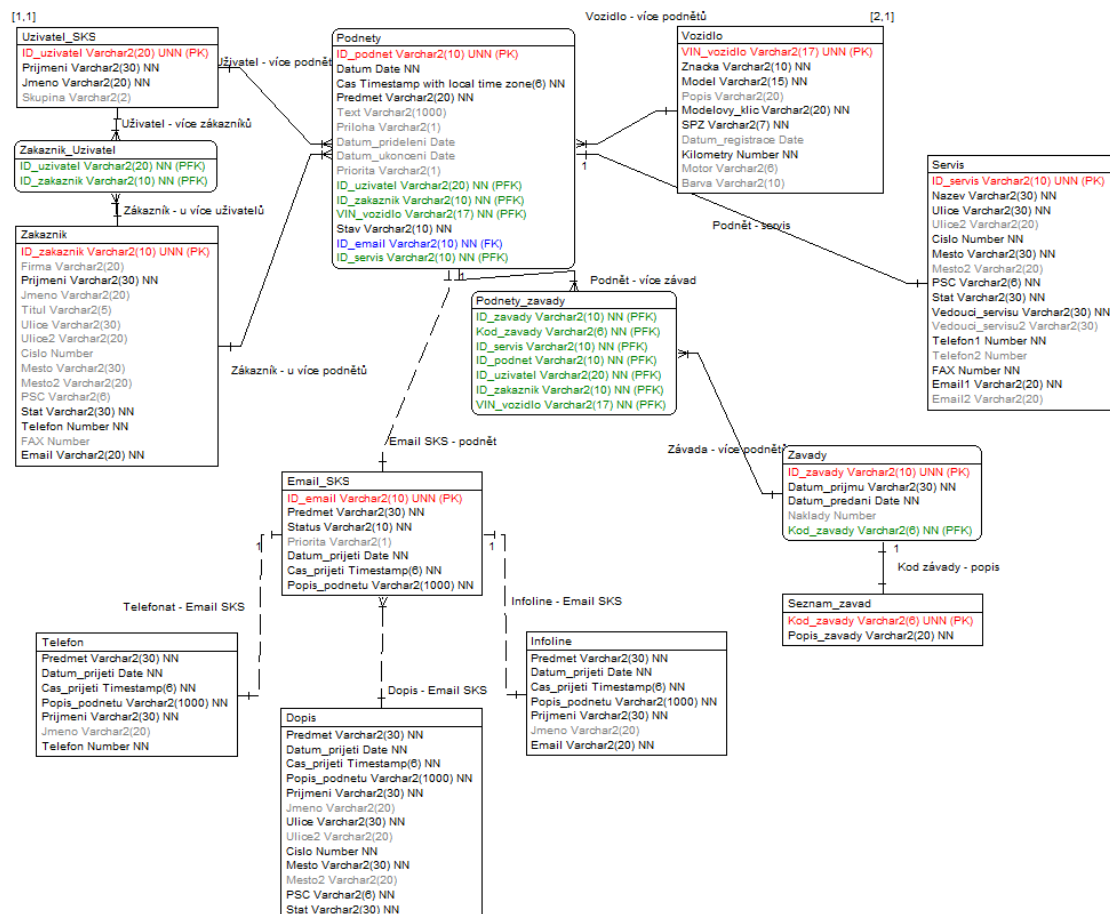 [1,1]
Uzivatel_SKS
ID_uzivatel Varchar2(20) UNN (PK)
Prijmeni Varchar2(30) NN
Jmeno Varchar2(20) NN
Skupina Varchar2(2)
Uživatel - více podnět
Uživatel - více zákazníků
Zakaznik_Uzivatel
ID_uzivatel Varchar2(20) NN (PFK)
ID_zakaznik Varchar2(10) NN (PFK)
Zákazník - u více uživatelů
Zakaznik
ID_zakaznik Varchar2(10) UNN (PK)
Firma Varchar2(20)
Prijmeni Varchar2(30) NN
Jmeno Varchar2(20)
Titul Varchar2(5)
Ulice Varchar2(30)
Ulice2 Varchar2(20)
Cislo Number
Mesto Varchar2(30)
Mesto2 Varchar2(20)
PSC Varchar2(6)
Stat Varchar2(30) NN
Telefon Number NN
FAX Number
Email Varchar2(20) NN
Zákazník - u více podnětů
Podnety
ID_podnet Varchar2(10) UNN (PK)
Datum Date NN
Cas Timestamp with local time zone(6) NN
Predmet Varchar2(20) NN
Text Varchar2(1000)
Priloha Varchar2(1)
Datum_prideleni Date
Datum_ukonceni Date
Priorita Varchar2(1)
ID_uzivatel Varchar2(20) NN (PFK)
ID_zakaznik Varchar2(10) NN (PFK)
VIN_vozidlo Varchar2(17) NN (PFK)
Stav Varchar2(10) NN
ID_email Varchar2(10) NN (FK)
ID_servis Varchar2(10) NN (PFK)
Vozidlo - více podnětů
[2,1]
Vozidlo
VIN_vozidlo Varchar2(17) UNN (PK)
Znacka Varchar2(10) NN
Model Varchar2(15) NN
Popis Varchar2(20)
Modelovy_klic Varchar2(20) NN
SPZ Varchar2(7) NN
Datum_registrace Date
Kilometry Number NN
Motor Varchar2(6)
Barva Varchar2(10)
1
Podnět - servis
Servis
ID_servis Varchar2(10) UNN (PK)
Nazev Varchar2(30) NN
Ulice Varchar2(30) NN
Ulice2 Varchar2(20)
Cislo Number NN
Mesto Varchar2(30) NN
Mesto2 Varchar2(20)
PSC Varchar2(6) NN
Stat Varchar2(30) NN
Vedouci_servisu Varchar2(30) NN
Vedouci_servisu2 Varchar2(30)
Telefon1 Number NN
Telefon2 Number
FAX Number NN
Email1 Varchar2(20) NN
Email2 Varchar2(20)
1
Podnět - více závad
Podnety_zavady
ID_zavady Varchar2(10) NN (PFK)
Kod_zavady Varchar2(6) NN (PFK)
ID_servis Varchar2(10) NN (PFK)
ID_podnet Varchar2(10) NN (PFK)
ID_uzivatel Varchar2(20) NN (PFK)
ID_zakaznik Varchar2(10) NN (PFK)
VIN_vozidlo Varchar2(17) NN (PFK)
Závada - více podnětů
Zavady
ID_zavady Varchar2(10) UNN (PK)
Datum_prijmu Varchar2(30) NN
Datum_predani Date NN
Naklady Number
Kod_zavady Varchar2(6) NN (PFK)
1
Kod závady - popis
Seznam_zavad
Kod_zavady Varchar2(6) UNN (PK)
Popis_zavady Varchar2(20) NN
Email SKS - podnět
Email_SKS
ID_email Varchar2(10) UNN (PK)
Predmet Varchar2(30) NN
Status Varchar2(10) NN
Priorita Varchar2(1)
Datum_prijeti Date NN
Cas_prijeti Timestamp(6) NN
Popis_podnetu Varchar2(1000) NN
1
1
Telefonat - Email SKS
Infoline - Email SKS
Dopis - Email SKS
Telefon
Predmet Varchar2(30) NN
Datum_prijeti Date NN
Cas_prijeti Timestamp(6) NN
Popis_podnetu Varchar2(1000) NN
Prijmeni Varchar2(30) NN
Jmeno Varchar2(20)
Telefon Number NN
Infoline
Predmet Varchar2(30) NN
Datum_prijeti Date NN
Cas_prijeti Timestamp(6) NN
Popis_podnetu Varchar2(1000) NN
Prijmeni Varchar2(30) NN
Jmeno Varchar2(20)
Email Varchar2(20) NN
Dopis
Predmet Varchar2(30) NN
Datum_prijeti Date NN
Cas_prijeti Timestamp(6) NN
Popis_podnetu Varchar2(1000) NN
Prijmeni Varchar2(30) NN
Jmeno Varchar2(20)
Ulice Varchar2(30) NN
Ulice2 Varchar2(20)
Cislo Number NN
Mesto Varchar2(30) NN
Mesto2 Varchar2(20)
PSC Varchar2(6) NN
Stat Varchar2(30) NN